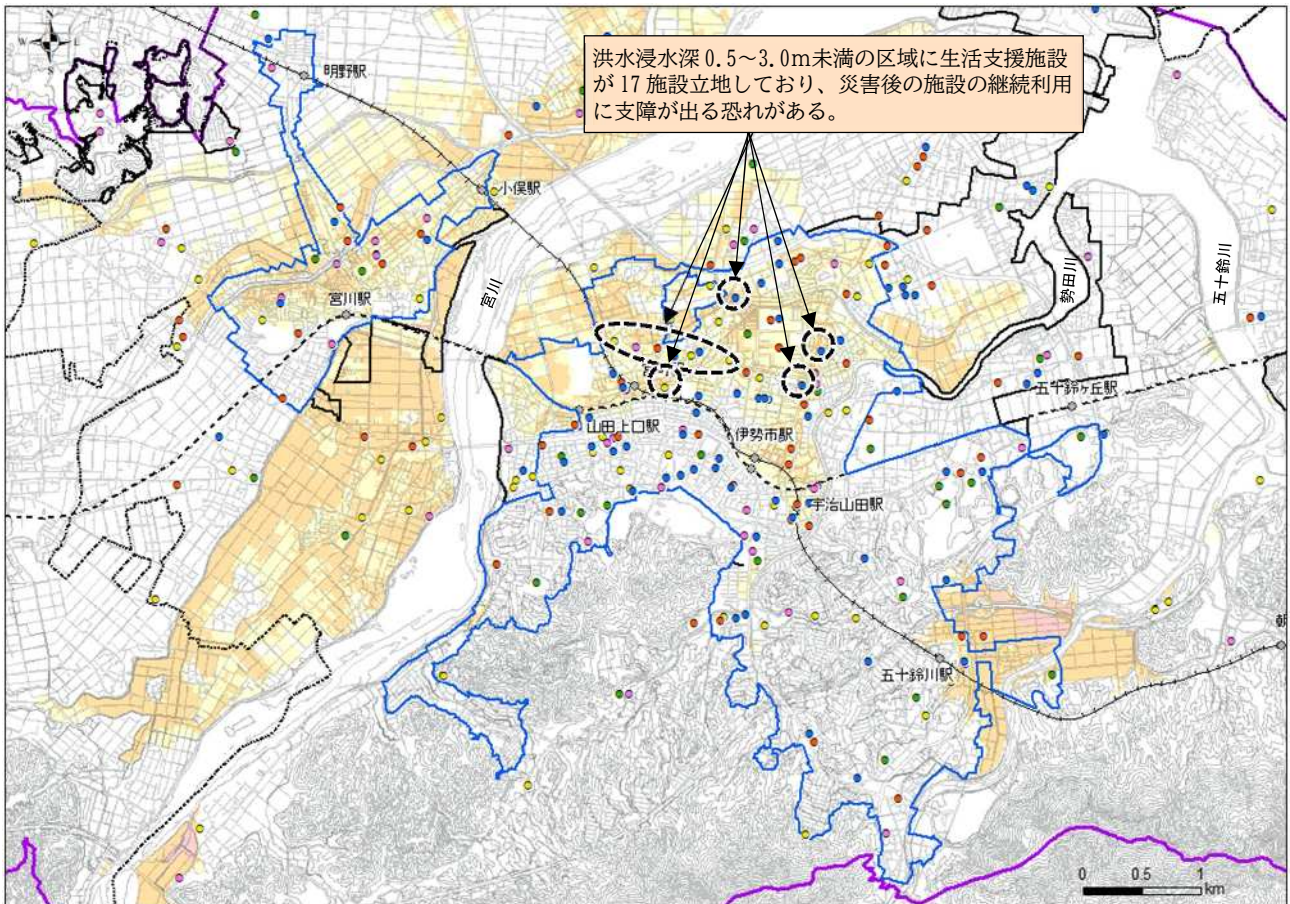 洪水浸水深 0.5～3.0m未満の区域に生活支援施設
が 17 施設立地しており、災害後の施設の継続利用
に支障が出る恐れがある。
N
W
S
明野駅
小俣駅
宮川
勢田川
五十鈴川
宮川駅
五十鈴ヶ丘駅
山田上口駅
伊勢市駅
宇治山田駅
朝
五十鈴川駅
0 0.5 1
km